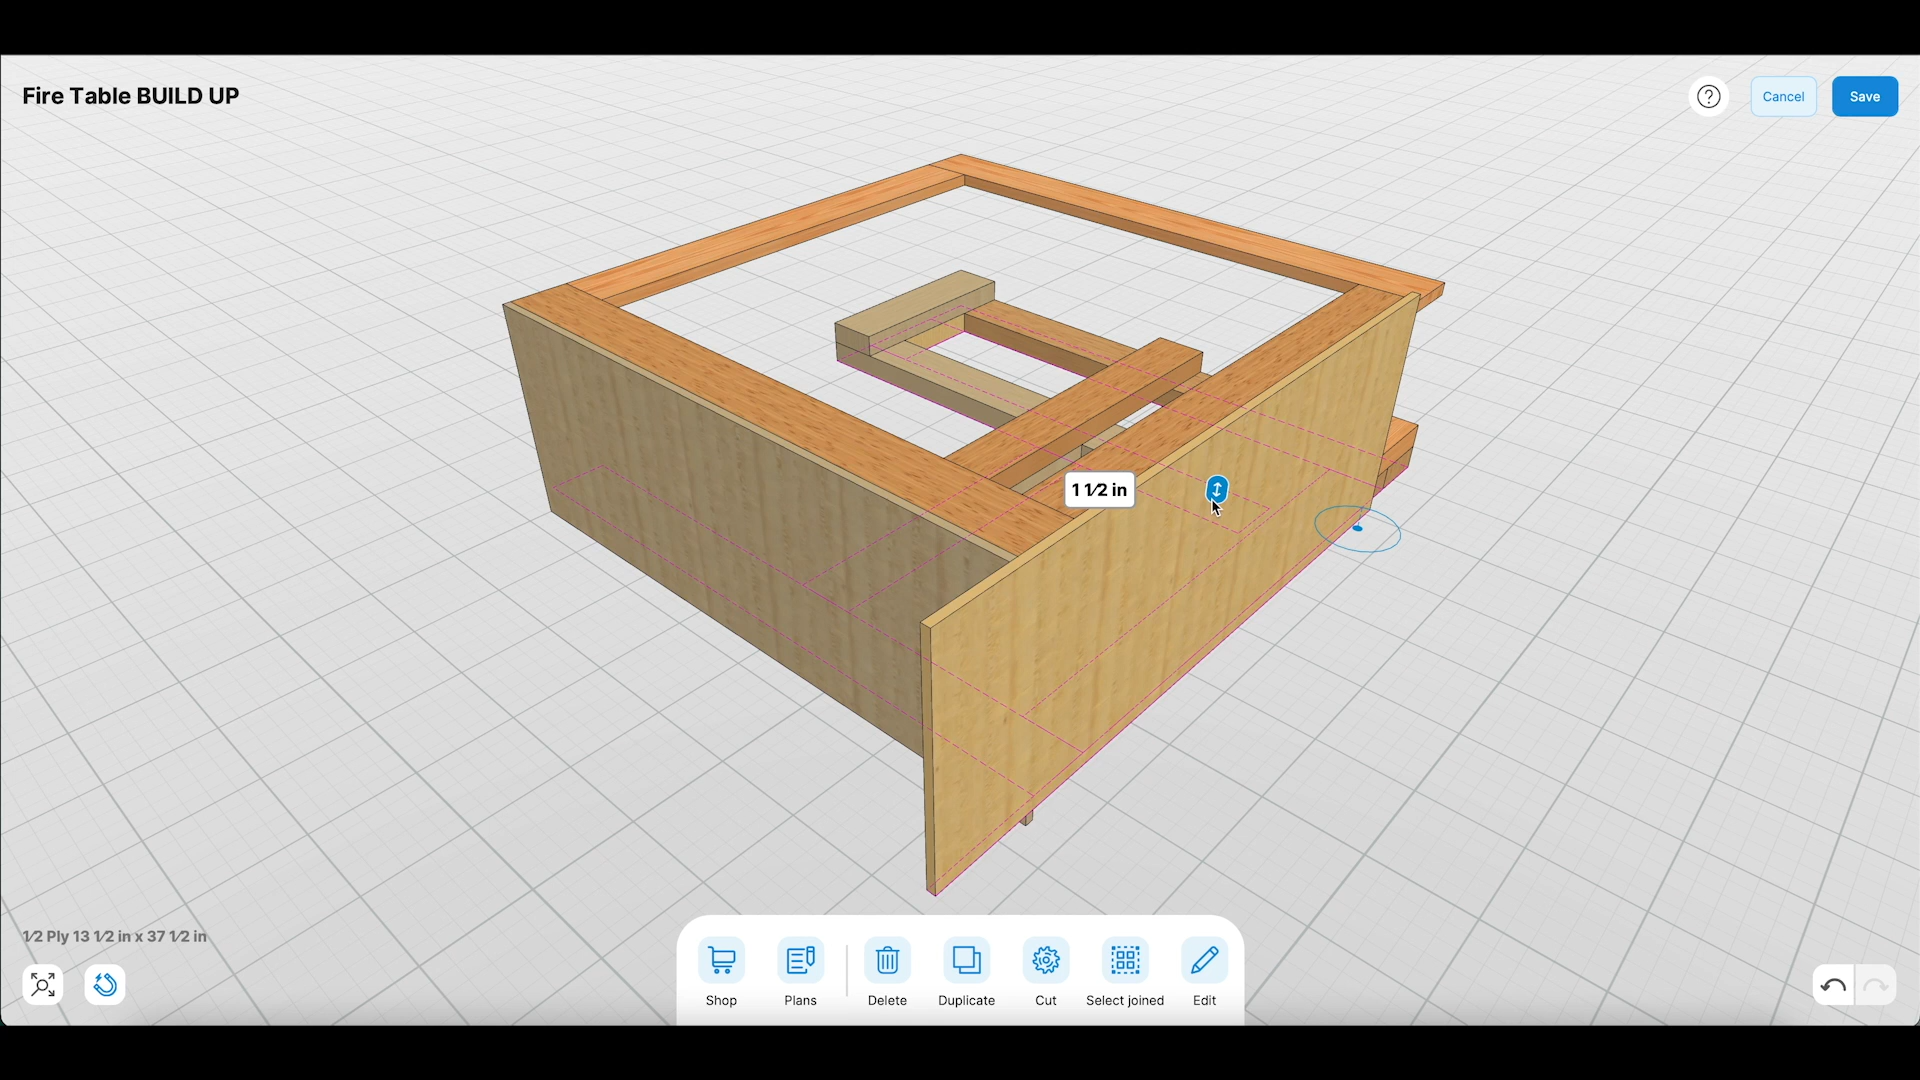 Fire Table BUILD UP
Cancel
Save
1 1/2 in
1/2 Ply 13 1/2 in x 37 1/2 in
Shop
Plans
Delete
Duplicate
Cut
Select joined
Edit